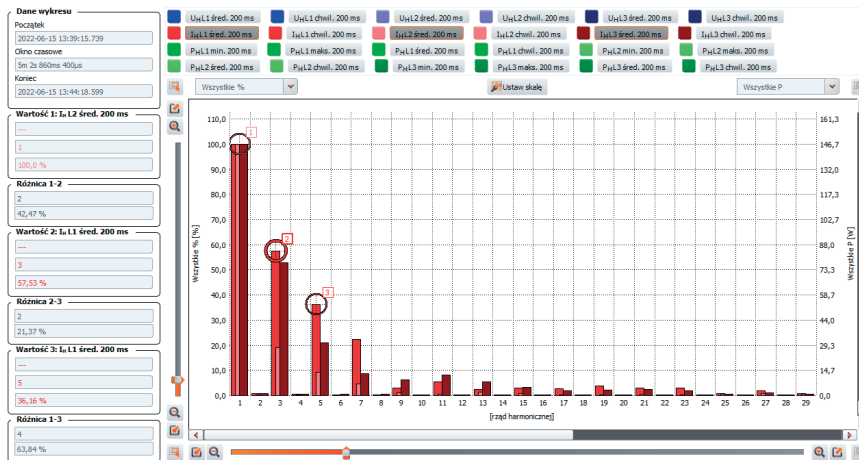 Dane wykresu
Początek
2022-06-15 13:39:15.739
Okno czasowe
5m 2s 860ms 400µs
Koniec
2022-06-15 13:44:18.599
Wartość 1: IH L2 śred. 200 ms
---
1
100,0 %
Różnica 1-2
2
42,47 %
Wartość 2: IH L1 śred. 200 ms
---
3
57,53 %
Różnica 2-3
2
21,37 %
Wartość 3: IH L1 śred. 200 ms
---
5
36,16 %
Różnica 1-3
4
63,84 %
UHL1 śred. 200 ms UHL1 chwil. 200 ms UHL2 śred. 200 ms UHL2 chwil. 200 ms UHL3 śred. 200 ms UHL3 chwil. 200 ms
IHL1 śred. 200 ms IHL1 chwil. 200 ms IHL2 śred. 200 ms IHL2 chwil. 200 ms IHL3 śred. 200 ms IHL3 chwil. 200 ms
PHL1 min. 200 ms PHL1 maks. 200 ms PHL1 śred. 200 ms PHL1 chwil. 200 ms PHL2 min. 200 ms PHL2 maks. 200 ms
PHL2 śred. 200 ms PHL2 chwil. 200 ms PHL3 min. 200 ms PHL3 maks. 200 ms PHL3 śred. 200 ms PHL3 chwil. 200 ms
Wszystkie % Ustaw skalę Wszystkie P
110,0 161,3
100,0 1 146,7
90,0 132,0
80,0 117,3
70,0 102,7
60,0 2 88,0
50,0 73,3
40,0 3 58,7
30,0 44,0
20,0 29,3
10,0 14,7
0,0 0,0
Wszystkie % [%]
Wszystkie P [W]
1 2 3 4 5 6 7 8 9 10 11 12 13 14 15 16 17 18 19 20 21 22 23 24 25 26 27 28 29
[rząd harmonicznej]